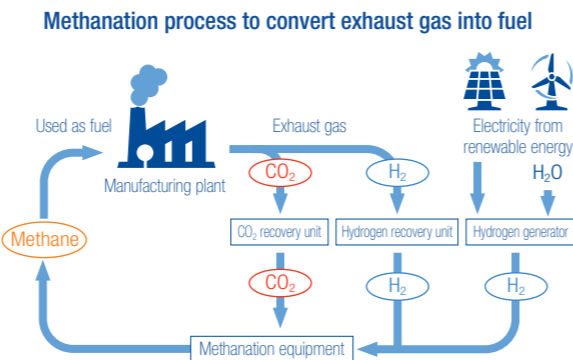 Methanation process to convert exhaust gas into fuel
Used as fuel
Exhaust gas
Electricity from
renewable energy
Manufacturing plant
CO₂
H₂
H₂O
Methane
CO₂ recovery unit
Hydrogen recovery unit
Hydrogen generator
CO₂
H₂
H₂
Methanation equipment